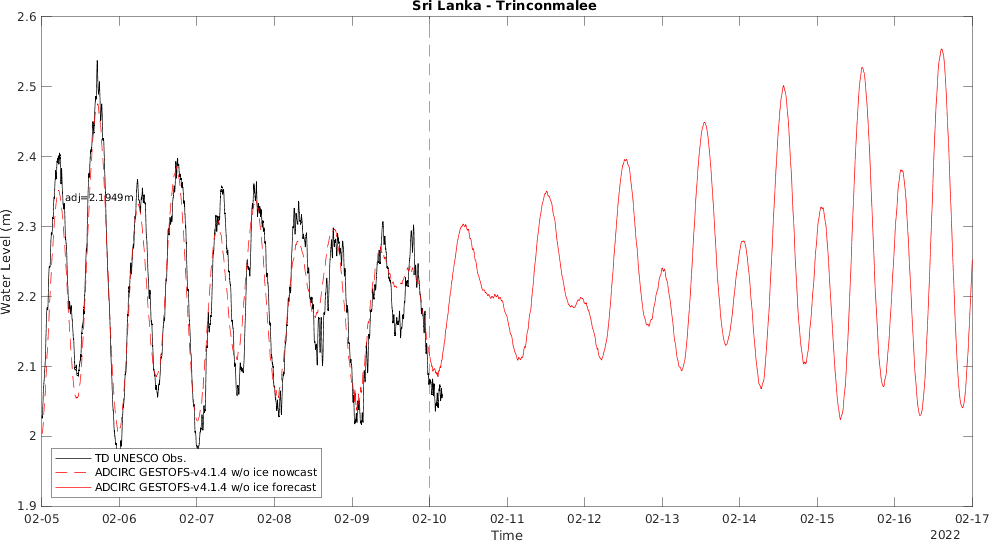 Sri Lanka - Trinconmalee
2.6
2.5
2.4
2.3
2.2
2.1
2
1.9
Water Level (m)
adj=2.1949m
TD UNESCO Obs.
ADCIRC GESTOFS-v4.1.4 w/o ice nowcast
ADCIRC GESTOFS-v4.1.4 w/o ice forecast
02-05 02-06 02-07 02-08 02-09 02-10 02-11 02-12 02-13 02-14 02-15 02-16 02-17
Time
2022